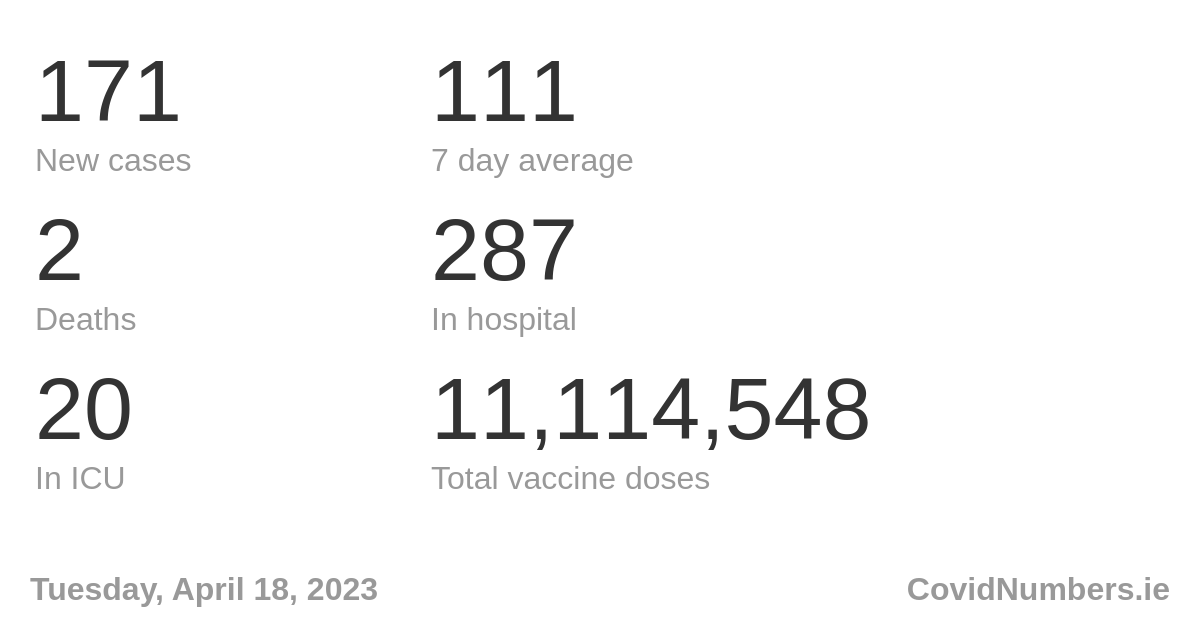 171 111
New cases 7 day average
2 287
Deaths In hospital
20 11,114,548
In ICU Total vaccine doses
Tuesday, April 18, 2023 CovidNumbers.ie